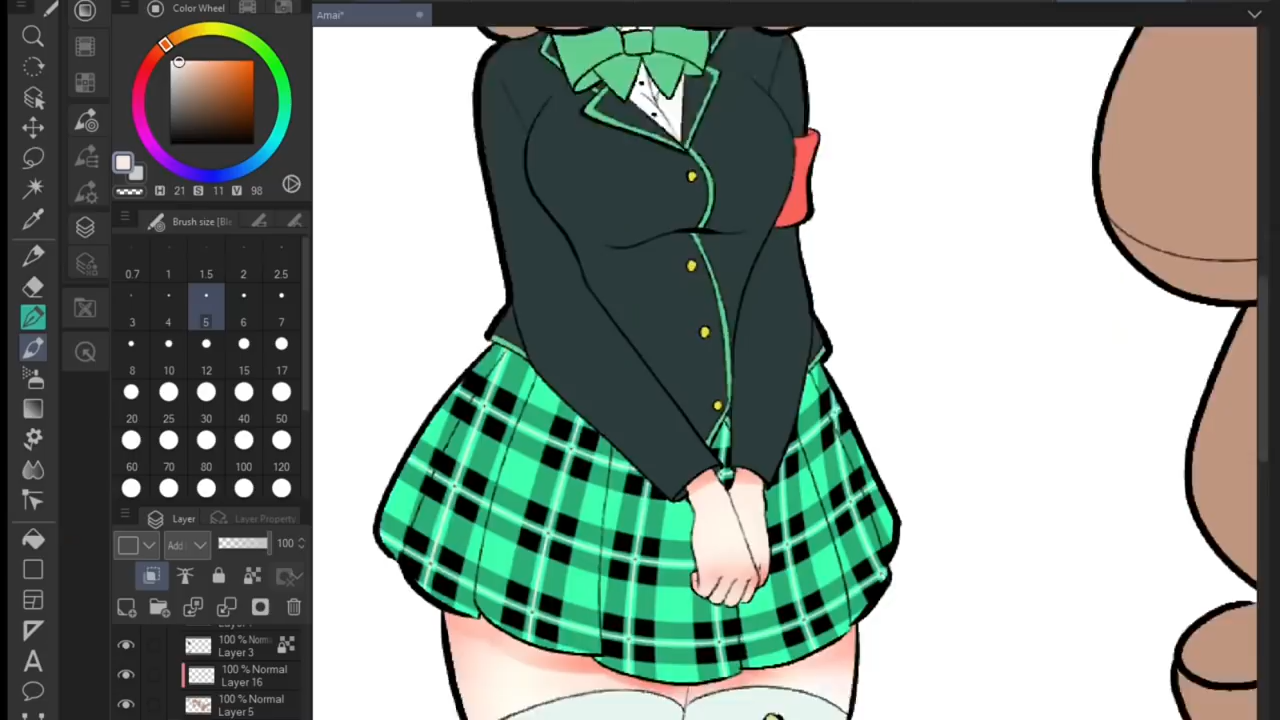 Color Wheel
Amai*
H 21 S 11 V 98
Brush size [Ble
0.7 1 1.5 2 2.5
3 4 5 6 7
8 10 12 15 17
20 25 30 40 50
60 70 80 100 120
Layer Layer Property
Add 100
100 % Norm
Layer 3
100 % Normal
Layer 16
100 % Normal
Layer 5